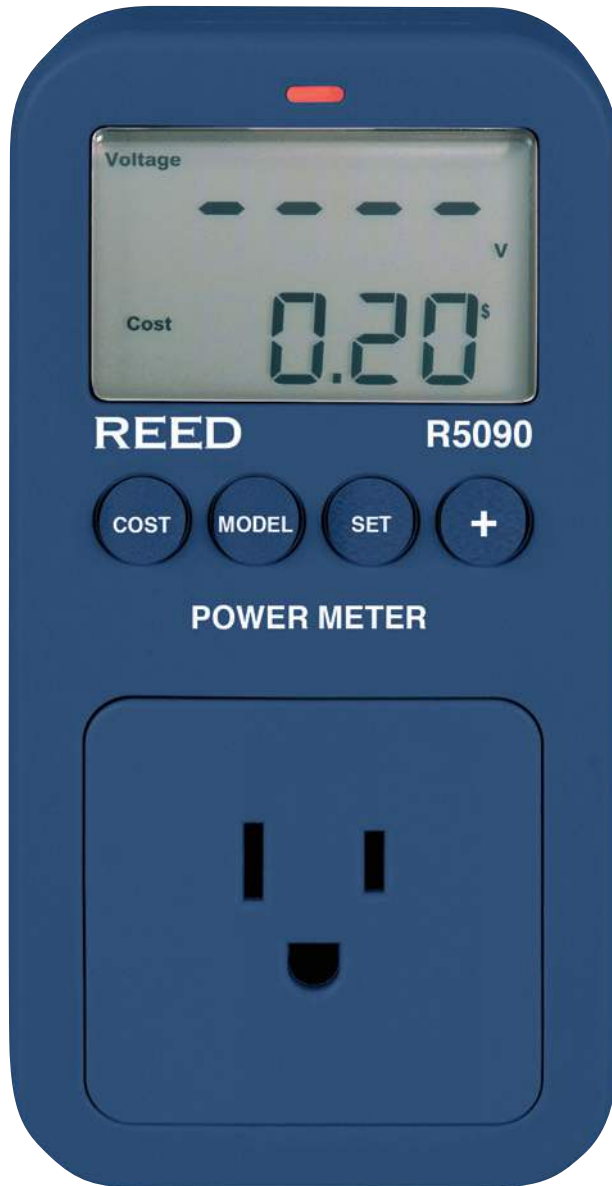 Voltage
- - - -
V
Cost 0.20 $
REED R5090
COST MODEL SET +
POWER METER